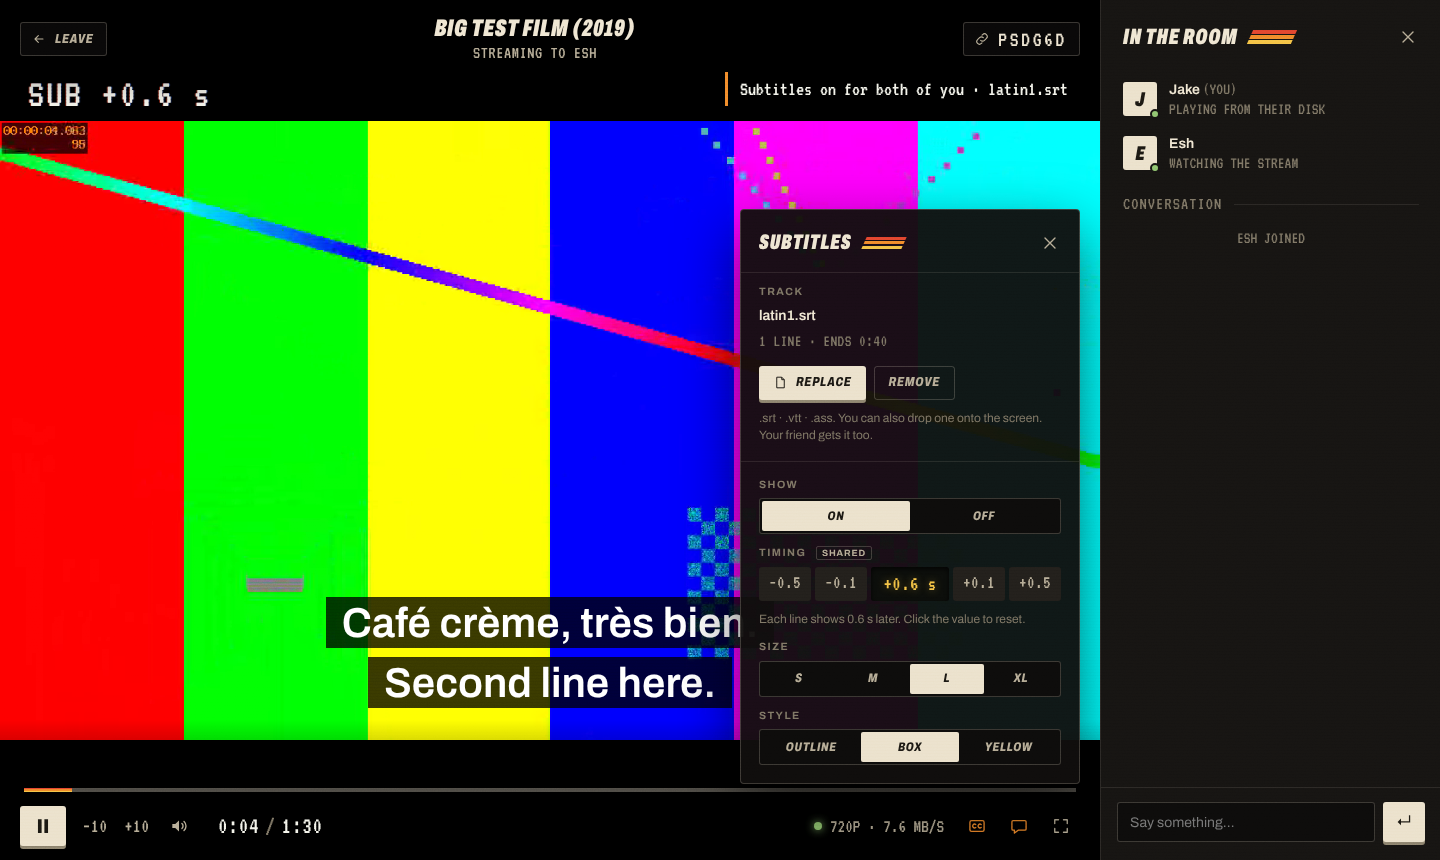 ← LEAVE
BIG TEST FILM (2019)
STREAMING TO ESH
PSDG6D
SUB +0.6 s
Subtitles on for both of you · latin1.srt
95
Café crème, très bien.
Second line here.
SUBTITLES
TRACK
latin1.srt
1 LINE · ENDS 0:40
REPLACE
REMOVE
.srt · .vtt · .ass. You can also drop one onto the screen.
Your friend gets it too.
SHOW
ON
OFF
TIMING SHARED
-0.5
-0.1
+0.6 s
+0.1
+0.5
Each line shows 0.6 s later. Click the value to reset.
SIZE
S
M
L
XL
STYLE
OUTLINE
BOX
YELLOW
-10
+10
0:04 / 1:30
720P · 7.6 MB/S
CC
IN THE ROOM
J
Jake (YOU)
PLAYING FROM THEIR DISK
E
Esh
WATCHING THE STREAM
CONVERSATION
ESH JOINED
Say something...